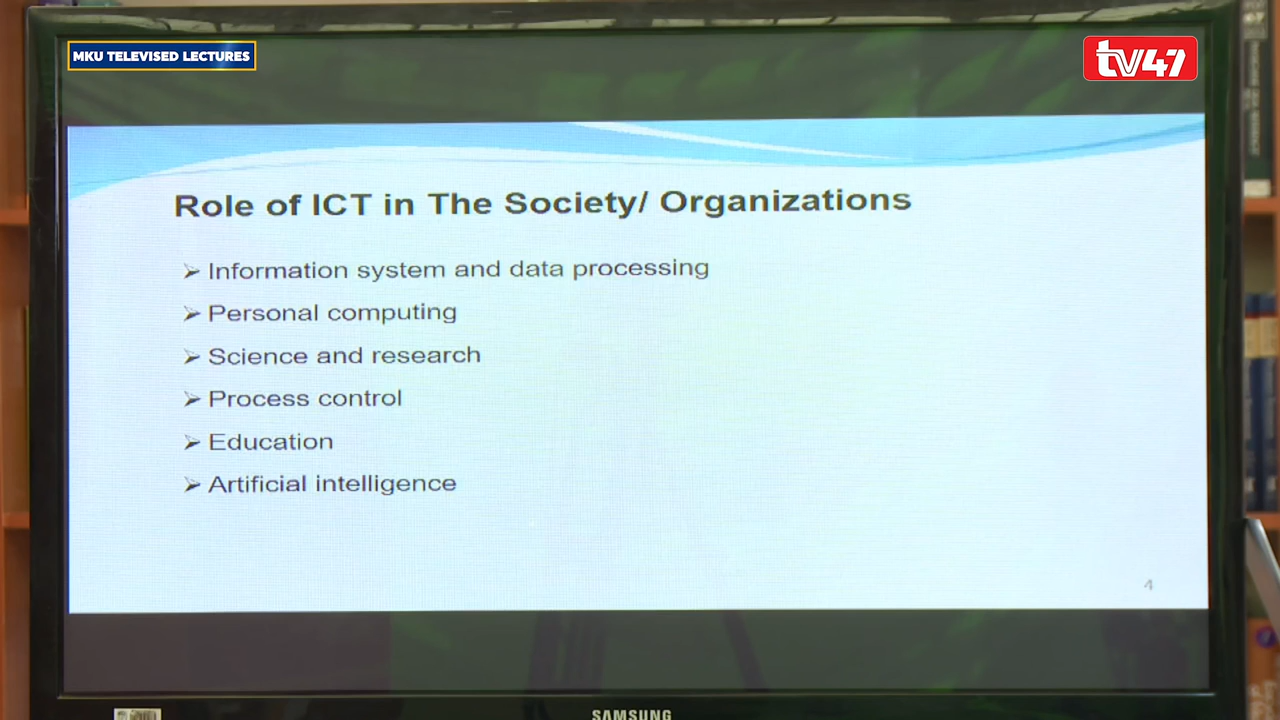 MKU TELEVISED LECTURES
tv47
Role of ICT in The Society/ Organizations
➢ Information system and data processing
➢ Personal computing
➢ Science and research
➢ Process control
➢ Education
➢ Artificial intelligence
4
SAMSUNG